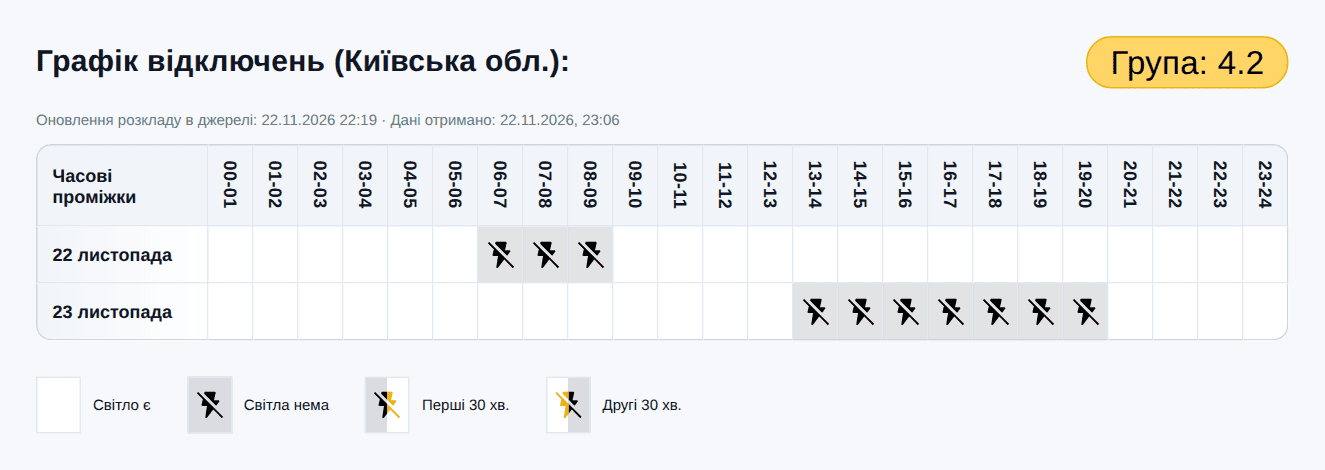 Графік відключень (Київська обл.):
Група: 4.2
Оновлення розкладу в джерелі: 22.11.2026 22:19 · Дані отримано: 22.11.2026, 23:06
Часові
проміжки
00-01
01-02
02-03
03-04
04-05
05-06
06-07
07-08
08-09
09-10
10-11
11-12
12-13
13-14
14-15
15-16
16-17
17-18
18-19
19-20
20-21
21-22
22-23
23-24
22 листопада
23 листопада
Світло є
Світла нема
Перші 30 хв.
Другі 30 хв.